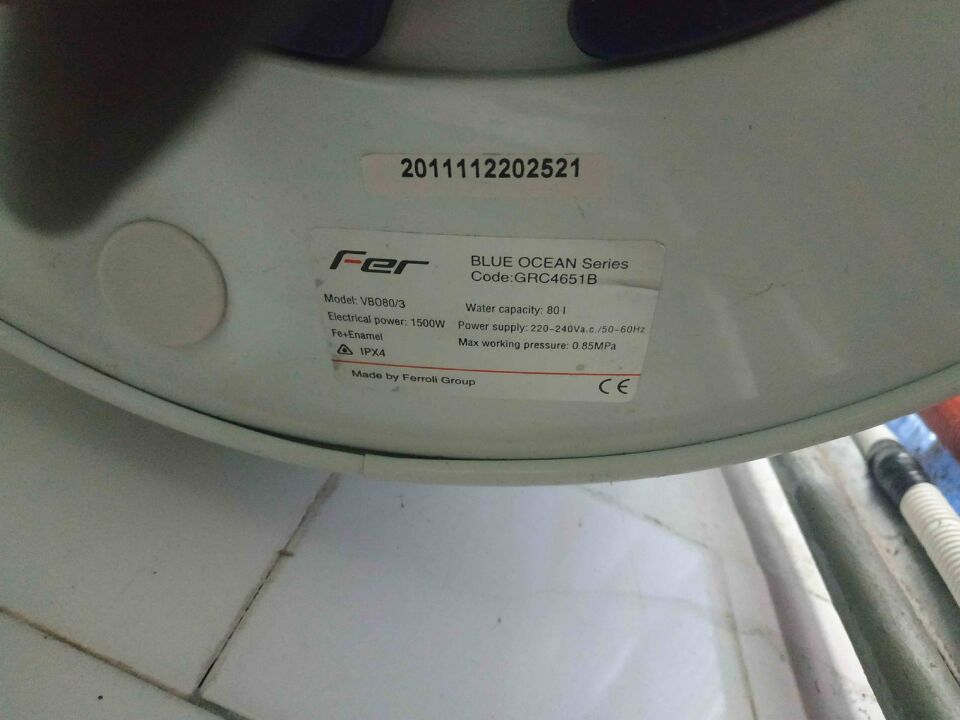 2011112202521
Fer
BLUE OCEAN Series
Code:GRC4651B
Model: VBO80/3
Water capacity: 80 l
Electrical power: 1500W
Power supply: 220-240Va.c./50-60Hz
Fe+Enamel
Max working pressure: 0.85MPa
IPX4
Made by Ferroli Group
CE